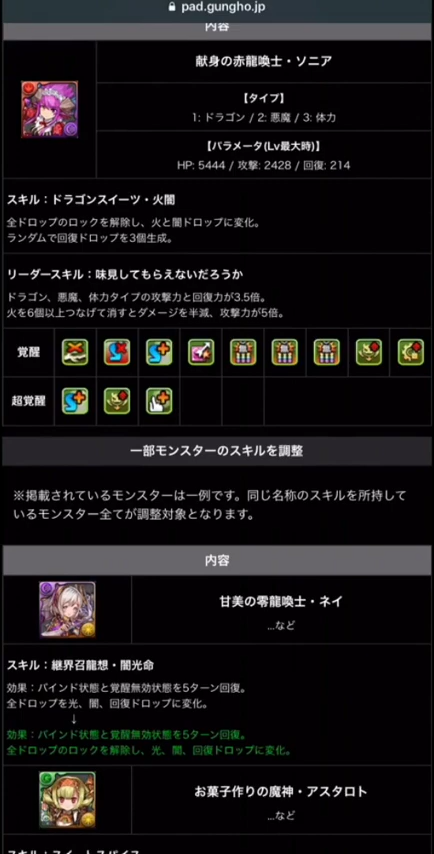 pad.gungho.jp
内容
献身の赤龍喚士・ソニア
【タイプ】
1: ドラゴン / 2: 悪魔 / 3: 体力
【パラメータ(Lv最大時)】
HP: 5444 / 攻撃: 2428 / 回復: 214
スキル：ドラゴンスイーツ・火闇
全ドロップのロックを解除し、火と闇ドロップに変化。
ランダムで回復ドロップを3個生成。
リーダースキル：味見してもらえないだろうか
ドラゴン、悪魔、体力タイプの攻撃力と回復力が3.5倍。
火を6個以上つなげて消すとダメージを半減、攻撃力が5倍。
覚醒
超覚醒
一部モンスターのスキルを調整
※掲載されているモンスターは一例です。同じ名称のスキルを所持して
いるモンスター全てが調整対象となります。
内容
甘美の零龍喚士・ネイ
...など
スキル：継界召龍想・闇光命
効果：バインド状態と覚醒無効状態を5ターン回復。
全ドロップを光、闇、回復ドロップに変化。
↓
効果：バインド状態と覚醒無効状態を5ターン回復。
全ドロップのロックを解除し、光、闇、回復ドロップに変化。
お菓子作りの魔神・アスタロト
...など
スキル：スイートスパイス